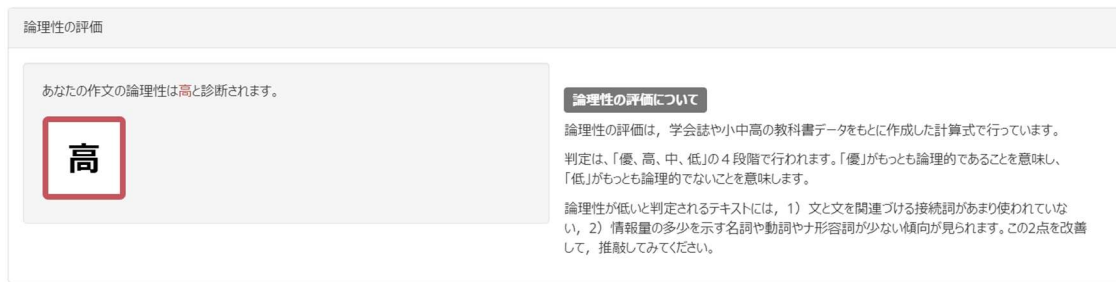 論理性の評価
あなたの作文の論理性は高と診断されます。
高
論理性の評価について
論理性の評価は，学会誌や小中高の教科書データをもとに作成した計算式で行っています。
判定は、「優、高、中、低」の４段階で行われます。「優」がもっとも論理的であることを意味し、
「低」がもっとも論理的でないことを意味します。
論理性が低いと判定されるテキストには，1）文と文を関連づける接続詞があまり使われていな
い，2）情報量の多少を示す名詞や動詞やナ形容詞が少ない傾向が見られます。この2点を改善
して，推敲してみてください。